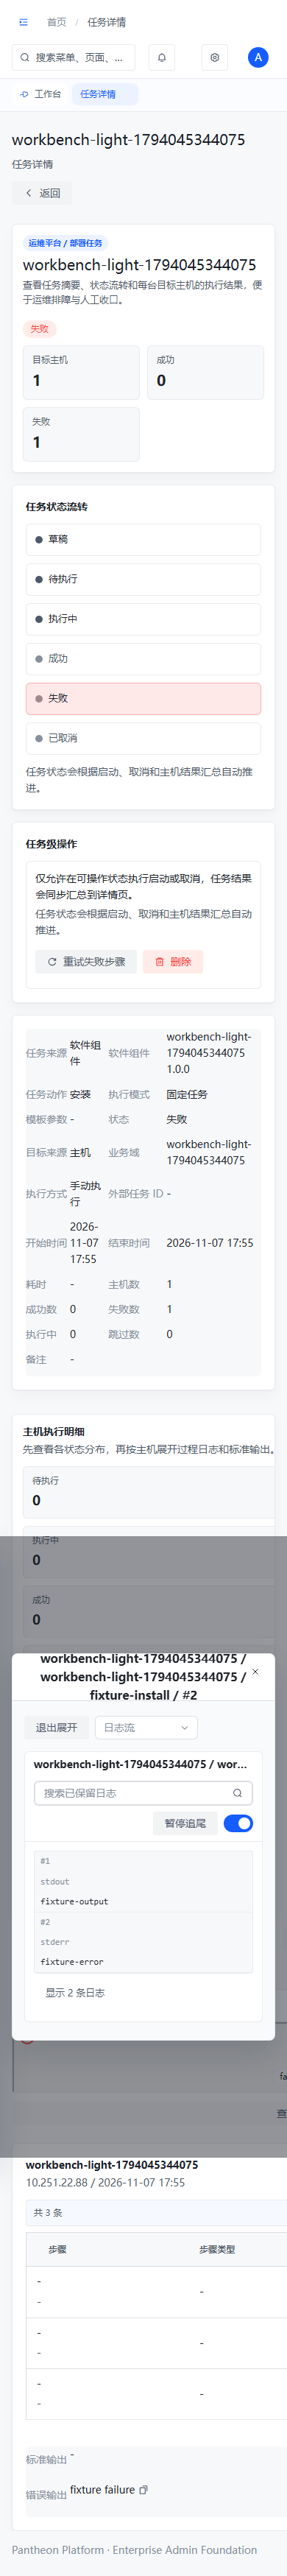 首页 / 任务详情
搜索菜单、页面、...
A
工作台
任务详情
workbench-light-1794045344075
任务详情
返回
运维平台 / 部署任务
workbench-light-1794045344075
查看任务摘要、状态流转和每台目标主机的执行结果，便
于运维排障与人工收口。
失败
目标主机
1
成功
0
失败
1
任务状态流转
草稿
待执行
执行中
成功
失败
已取消
任务状态会根据启动、取消和主机结果汇总自动推
进。
任务级操作
仅允许在可操作状态执行启动或取消，任务结果
会同步汇总到详情页。
任务状态会根据启动、取消和主机结果汇总自动
推进。
重试失败步骤
删除
任务来源 软件组件 软件组件 workbench-light-1794045344075 1.0.0
任务动作 安装 执行模式 固定任务
模板参数 - 状态 失败
目标来源 主机 业务域 workbench-light-1794045344075
执行方式 手动执行 外部任务 ID -
开始时间 2026-11-07 17:55 结束时间 2026-11-07 17:55
耗时 - 主机数 1
成功数 0 失败数 1
执行中 0 跳过数 0
备注 -
主机执行明细
先查看各状态分布，再按主机展开过程日志和标准输出。
待执行
0
执行中
0
成功
0
workbench-light-1794045344075 /
workbench-light-1794045344075 /
fixture-install / #2
退出展开
日志流
workbench-light-1794045344075 / wor...
搜索已保留日志
暂停追尾
#1
stdout
fixture-output
#2
stderr
fixture-error
显示 2 条日志
fa
查
workbench-light-1794045344075
10.251.22.88 / 2026-11-07 17:55
共 3 条
步骤 步骤类型
-
- -
-
- -
-
- -
标准输出 -
错误输出 fixture failure
Pantheon Platform · Enterprise Admin Foundation